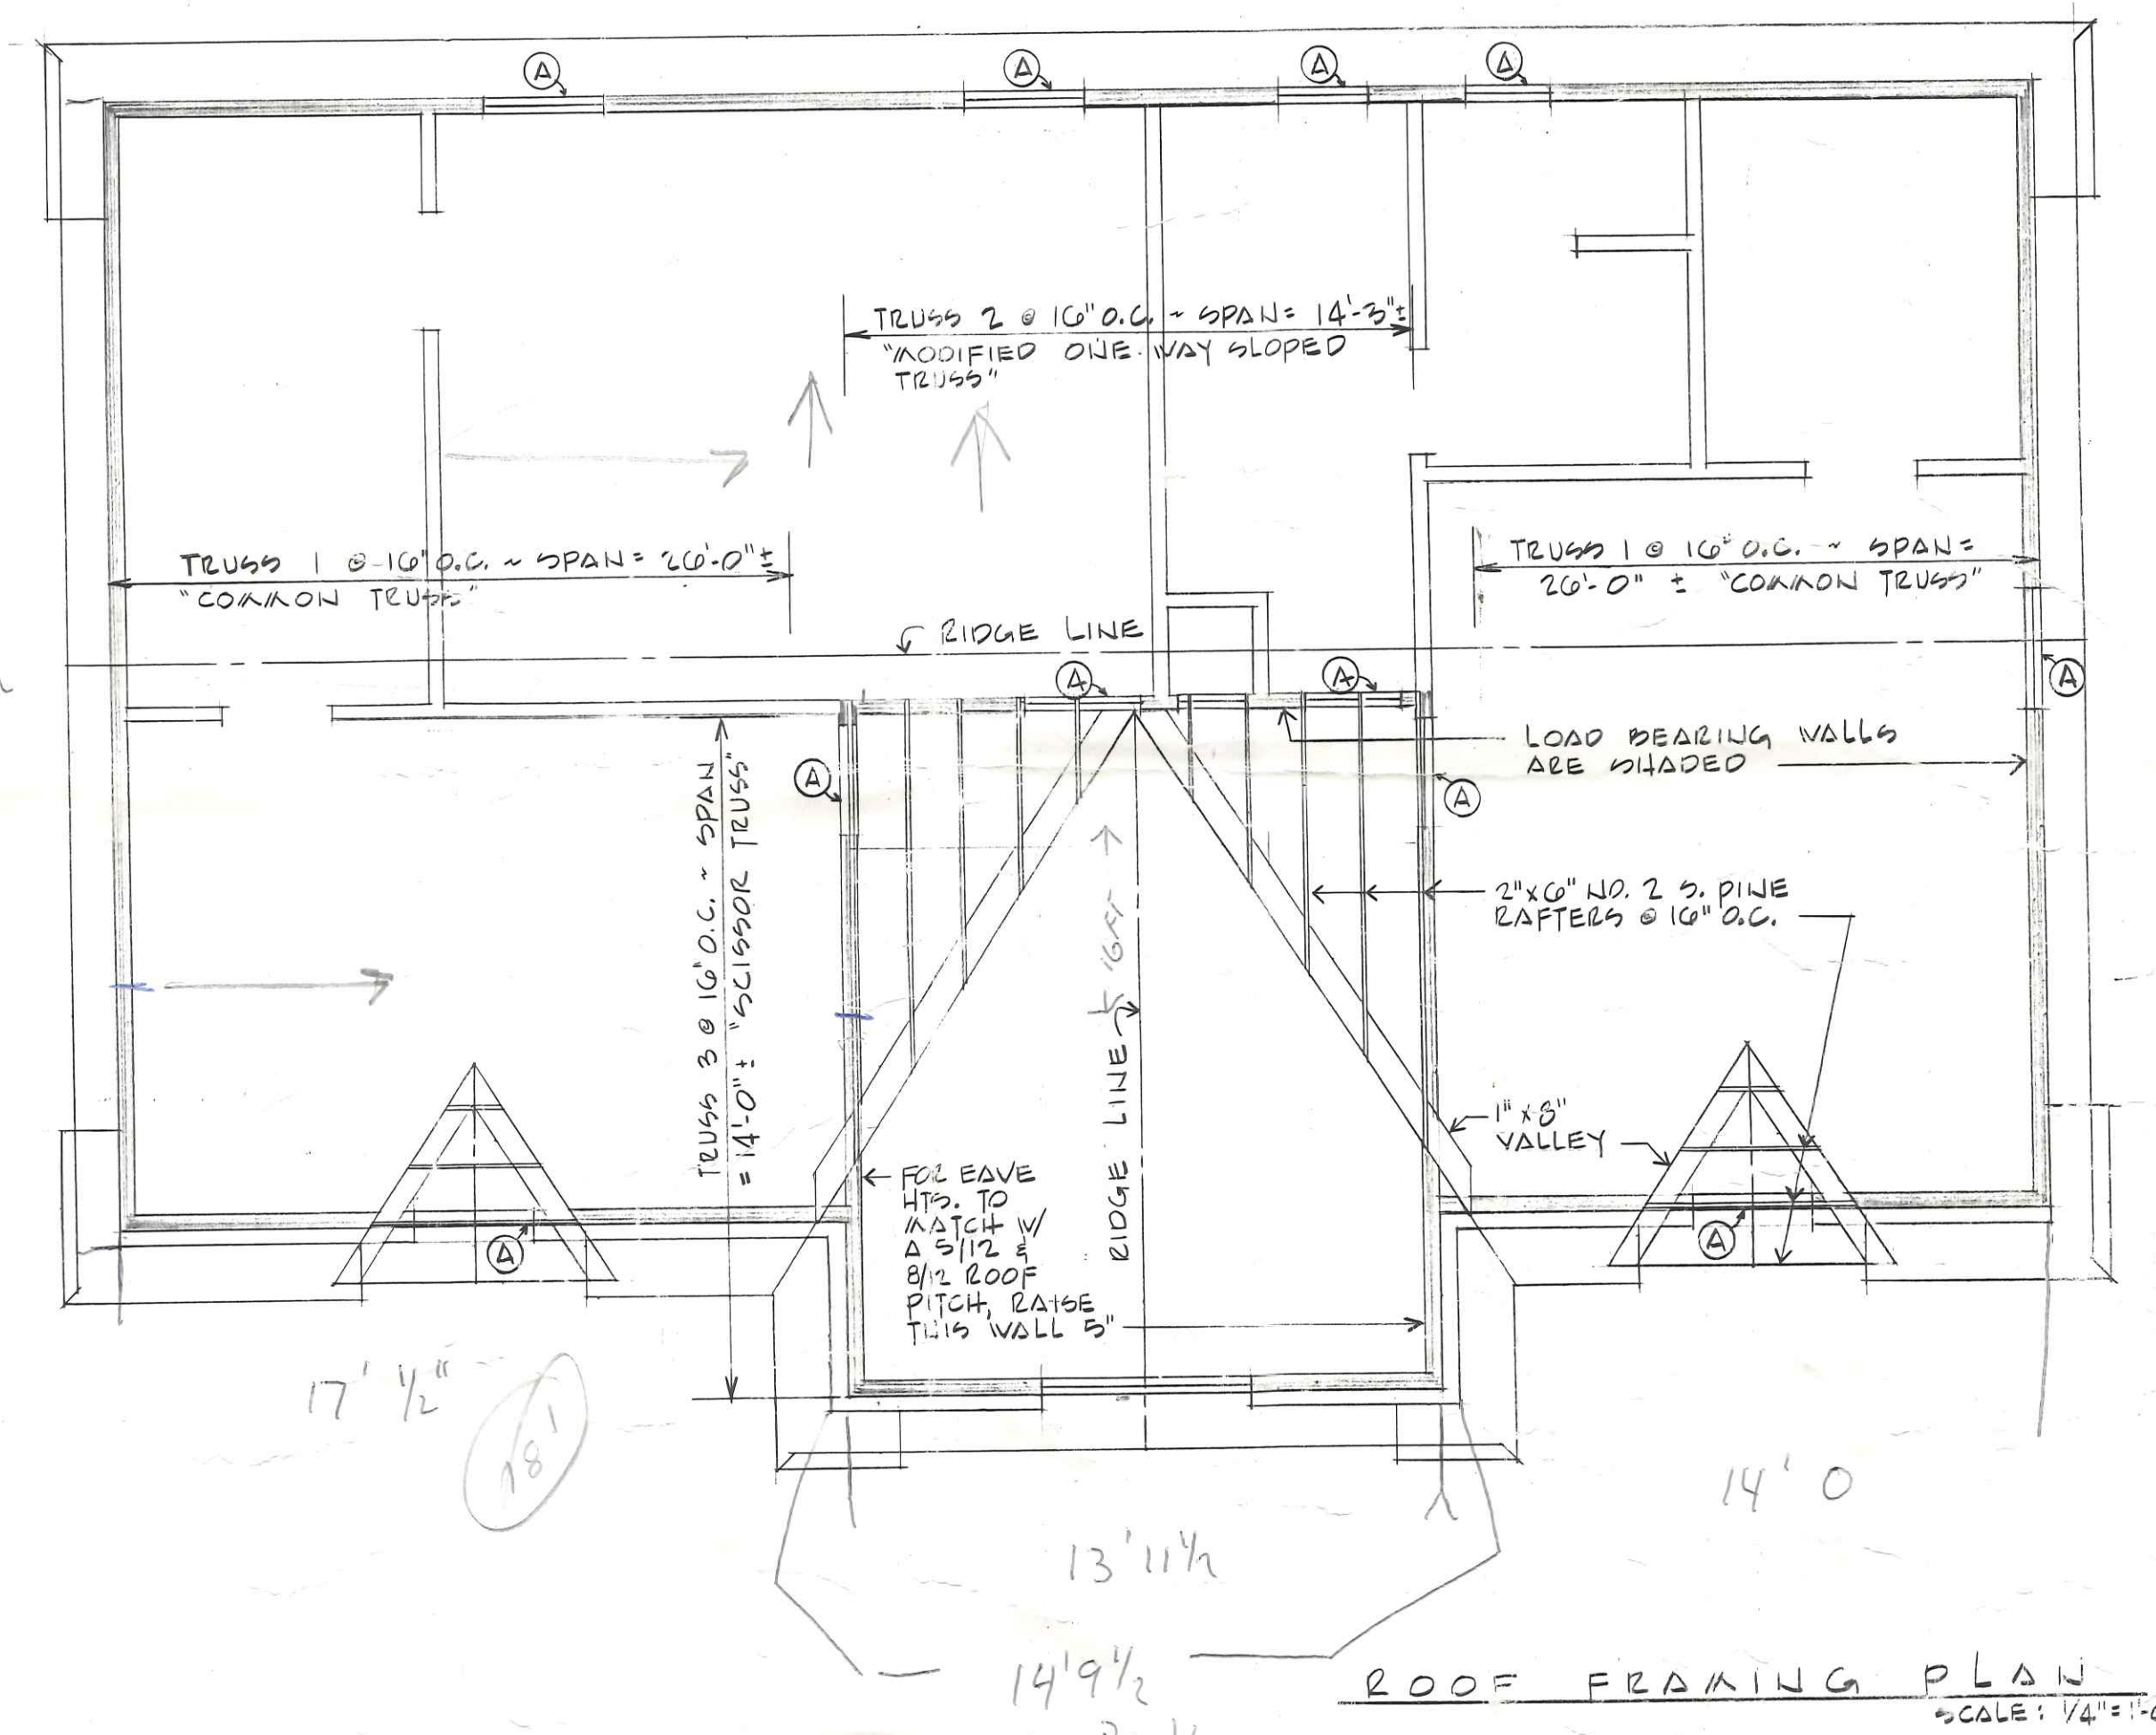 A
A
A
A
TRUSS 2 @ 16" O.C. ~ SPAN = 14'-3"±
"MODIFIED ONE-WAY SLOPED
TRUSS"
TRUSS 1 @ 16" O.C. ~ SPAN = 26'-0"±
"COMMON TRUSS"
TRUSS 1 @ 16" O.C. ~ SPAN =
26'-0" ± "COMMON TRUSS"
RIDGE LINE
A
A
A
LOAD BEARING WALLS
ARE SHADED
A
A
TRUSS 3 @ 16" O.C. ~ SPAN
= 14'-0"± "SCISSOR TRUSS"
16FT
RIDGE LINE
2"x6" NO. 2 S. PINE
RAFTERS @ 16" O.C.
1"x8"
VALLEY
FOR EAVE
HTS. TO
MATCH W/
A 5/12 &
8/12 ROOF
PITCH, RAISE
THIS WALL 5"
A
A
17' 1/2"
18'
14' 0
13' 11 1/2
14' 9 1/2
ROOF FRAMING PLAN
SCALE: 1/4" =